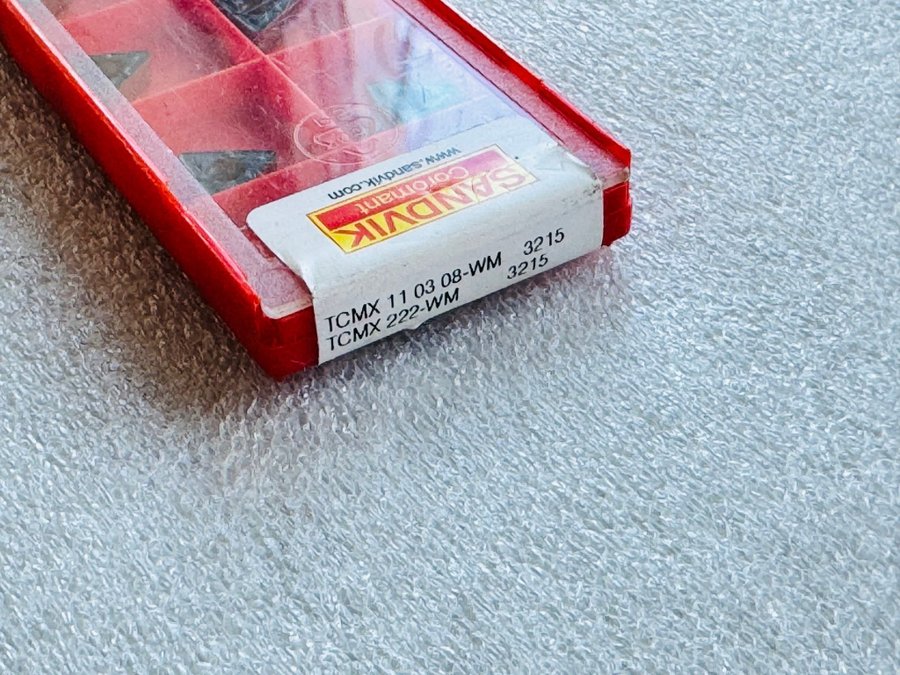 www.sandvik.com
SANDVIK
Coromant
TCMX 11 03 08-WM 3215
TCMX 222-WM 3215